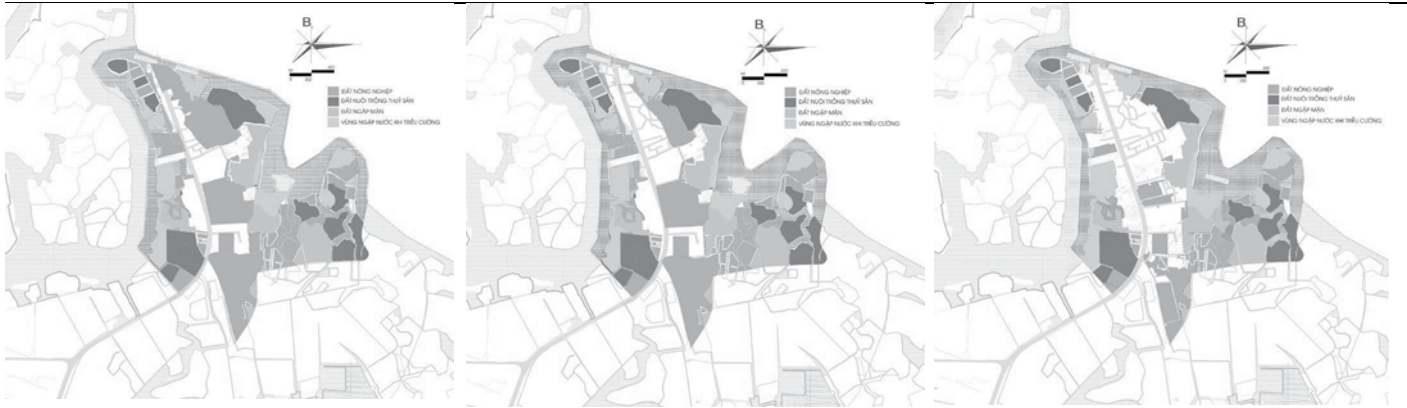 B
ĐẤT NÔNG NGHIỆP
ĐẤT NUÔI TRỒNG THUỶ SẢN
ĐẤT NGẬP MẶN
VÙNG NGẬP NƯỚC KHI TRIỀU CƯỜNG
B
ĐẤT NÔNG NGHIỆP
ĐẤT NUÔI TRỒNG THUỶ SẢN
ĐẤT NGẬP MẶN
VÙNG NGẬP NƯỚC KHI TRIỀU CƯỜNG
B
ĐẤT NÔNG NGHIỆP
ĐẤT NUÔI TRỒNG THUỶ SẢN
ĐẤT NGẬP MẶN
VÙNG NGẬP NƯỚC KHI TRIỀU CƯỜNG